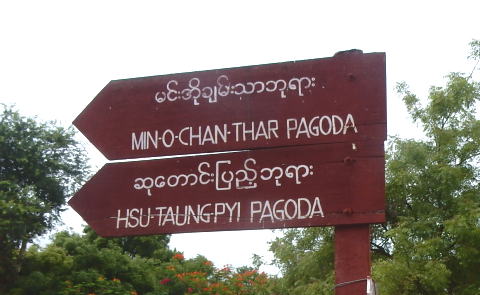 မင်းအိုချမ်းသာဘုရား
MIN-O-CHAN-THAR PAGODA
ဆုတောင်းပြည့်ဘုရား
HSU-TAUNG-PYI PAGODA